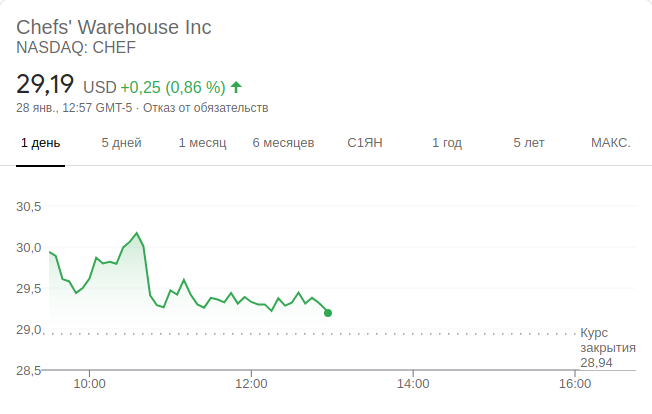 Chefs' Warehouse Inc
NASDAQ: CHEF
29,19 USD +0,25 (0,86 %)
28 янв., 12:57 GMT-5 · Отказ от обязательств
1 день 5 дней 1 месяц 6 месяцев С1ЯН 1 год 5 лет МАКС.
30,5
30,0
29,5
29,0
Курс
закрытия
28,94
28,5
10:00 12:00 14:00 16:00